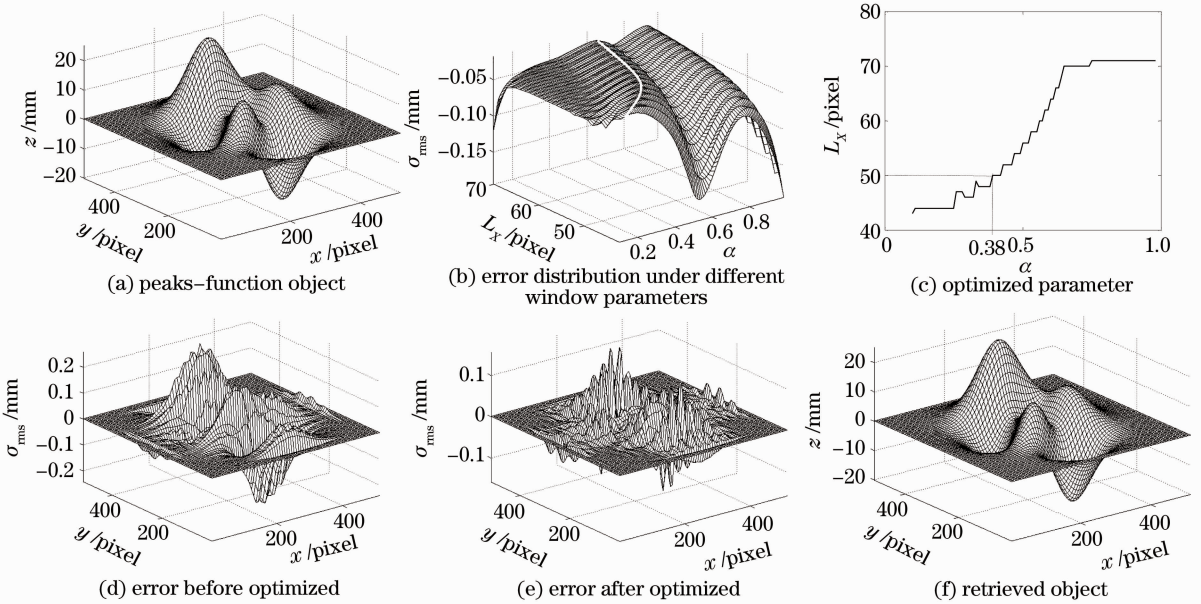 20
10
0
−10
−20
z /mm
400
200
y /pixel
200
400
x /pixel
(a) peaks−function object
−0.05
−0.10
−0.15
σrms /mm
70
60
50
LX /pixel
0.2
0.4
0.6
0.8
α
(b) error distribution under different
window parameters
80
70
60
50
40
LX /pixel
0
0.38
0.5
1.0
α
(c) optimized parameter
0.2
0.1
0
−0.1
−0.2
σrms /mm
400
200
y /pixel
200
400
x /pixel
(d) error before optimized
0.1
0
−0.1
σrms /mm
400
200
y /pixel
200
400
x /pixel
(e) error after optimized
20
10
0
−10
−20
z /mm
400
200
y /pixel
200
400
x /pixel
(f) retrieved object